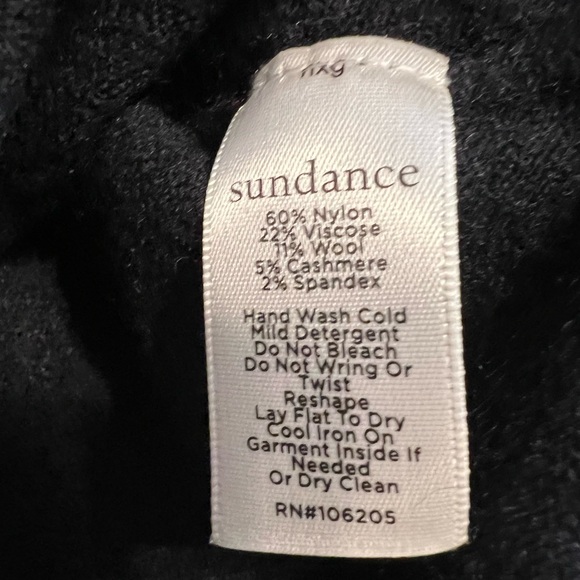 sundance
60% Nylon
22% Viscose
11% Wool
5% Cashmere
2% Spandex
Hand Wash Cold
Mild Detergent
Do Not Bleach
Do Not Wring Or
Twist
Reshape
Lay Flat To Dry
Cool Iron On
Garment Inside If
Needed
Or Dry Clean
RN#106205